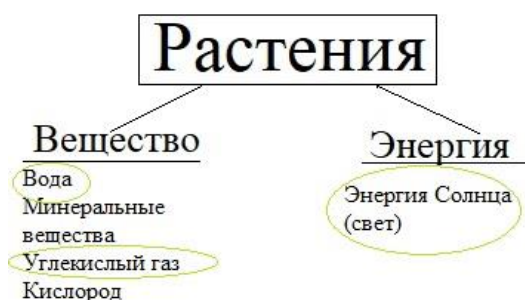 Растения
Вещество
Вода
Минеральные
вещества
Углекислый газ
Кислород
Энергия
Энергия Солнца
(свет)